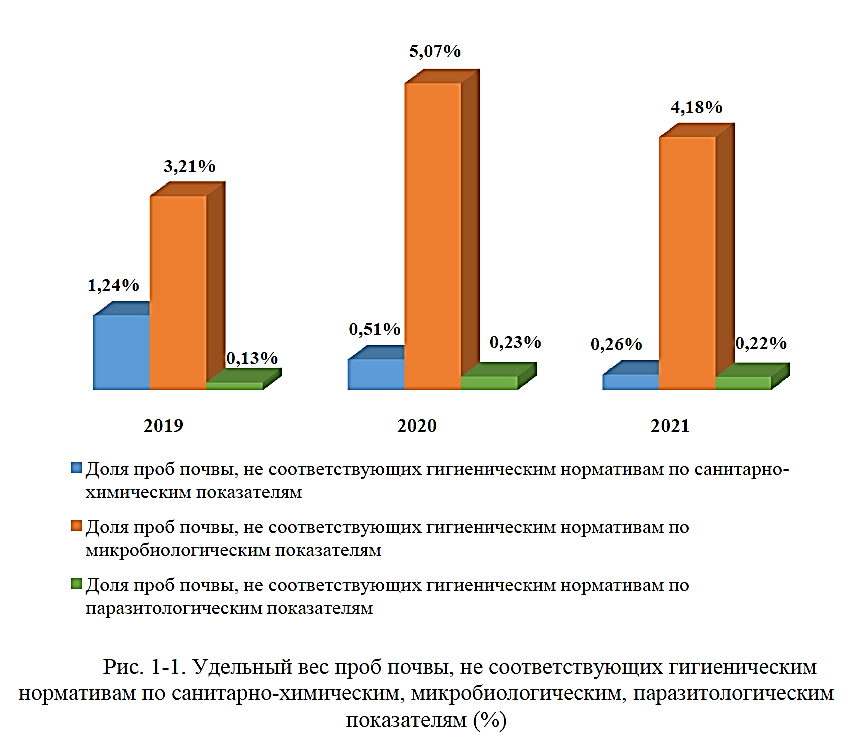 5,07%
4,18%
3,21%
1,24%
0,51%
0,26%
0,13%
0,23%
0,22%
2019
2020
2021
Доля проб почвы, не соответствующих гигиеническим нормативам по санитарно-
химическим показателям
Доля проб почвы, не соответствующих гигиеническим нормативам по
микробиологическим показателям
Доля проб почвы, не соответствующих гигиеническим нормативам по
паразитологическим показателям
Рис. 1-1. Удельный вес проб почвы, не соответствующих гигиеническим
нормативам по санитарно-химическим, микробиологическим, паразитологическим
показателям (%)